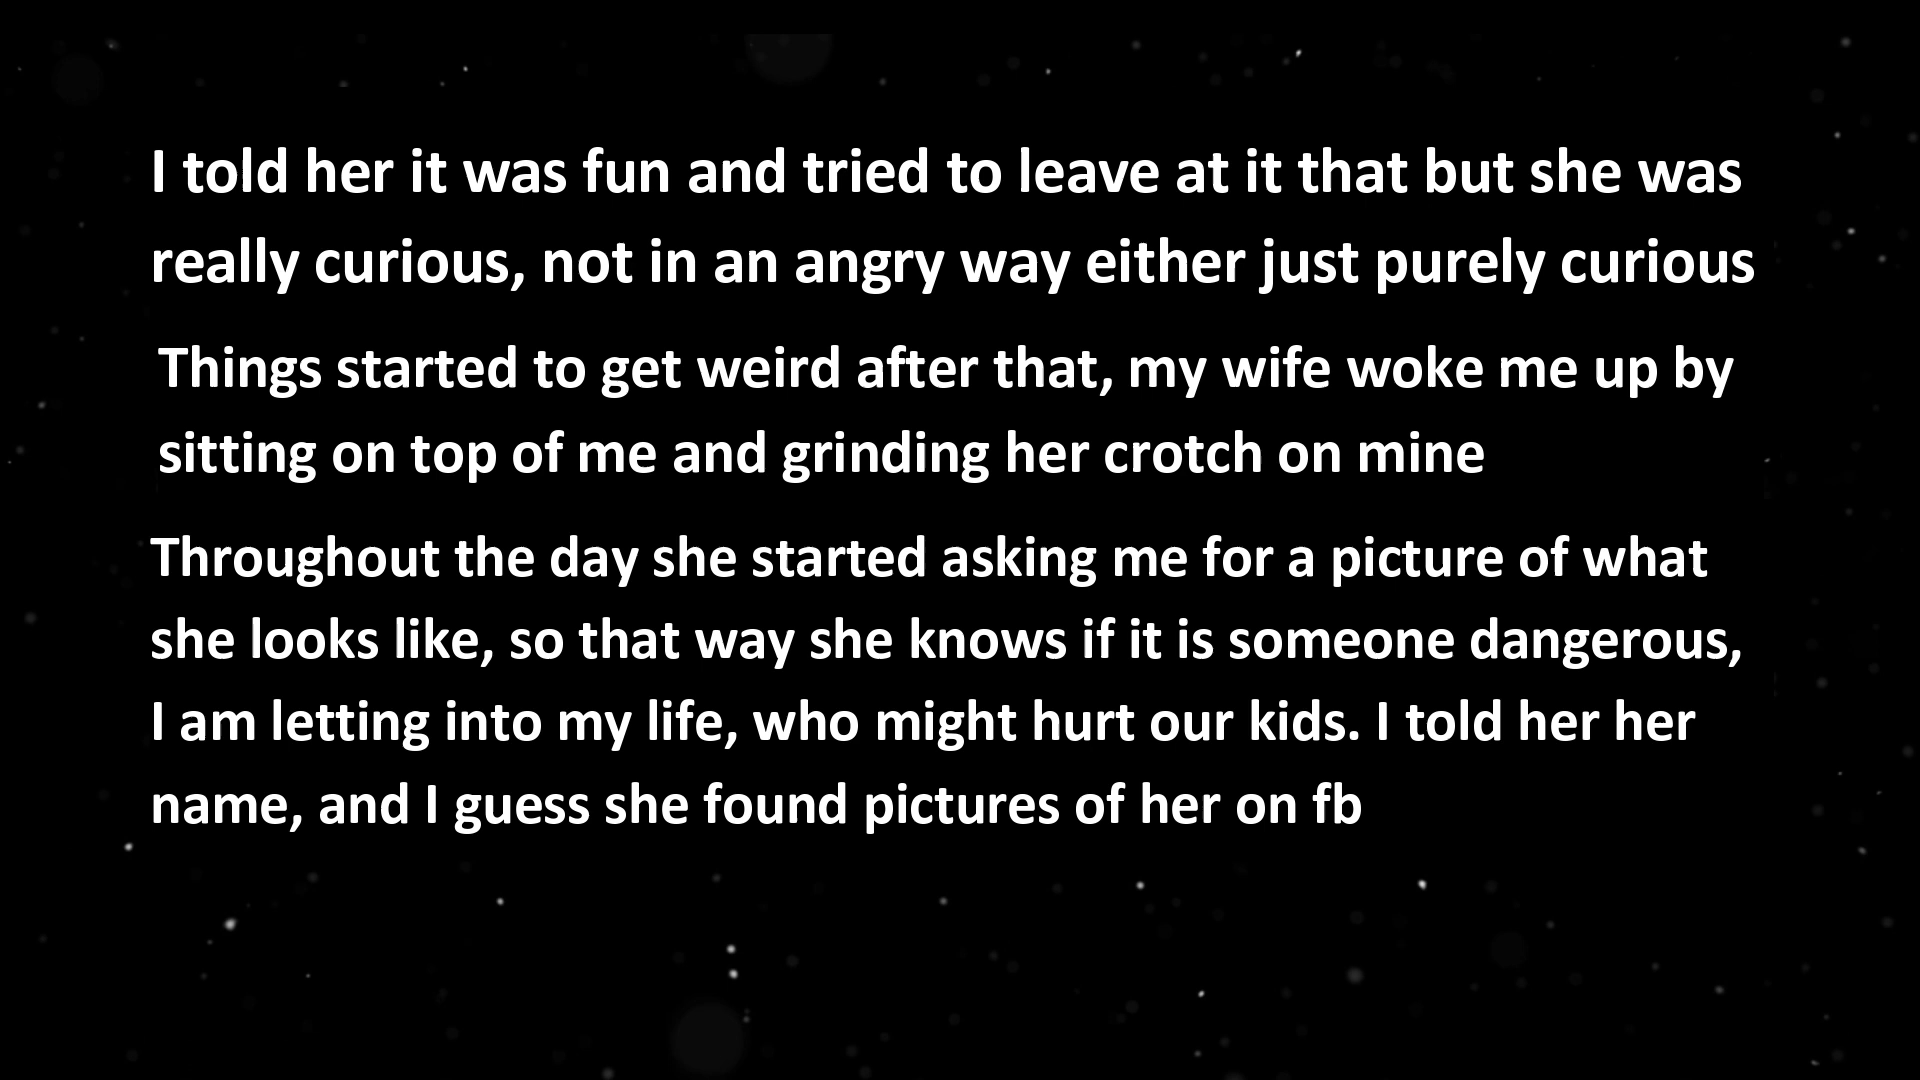 I told her it was fun and tried to leave at it that but she was
really curious, not in an angry way either just purely curious
Things started to get weird after that, my wife woke me up by
sitting on top of me and grinding her crotch on mine
Throughout the day she started asking me for a picture of what
she looks like, so that way she knows if it is someone dangerous,
I am letting into my life, who might hurt our kids. I told her her
name, and I guess she found pictures of her on fb